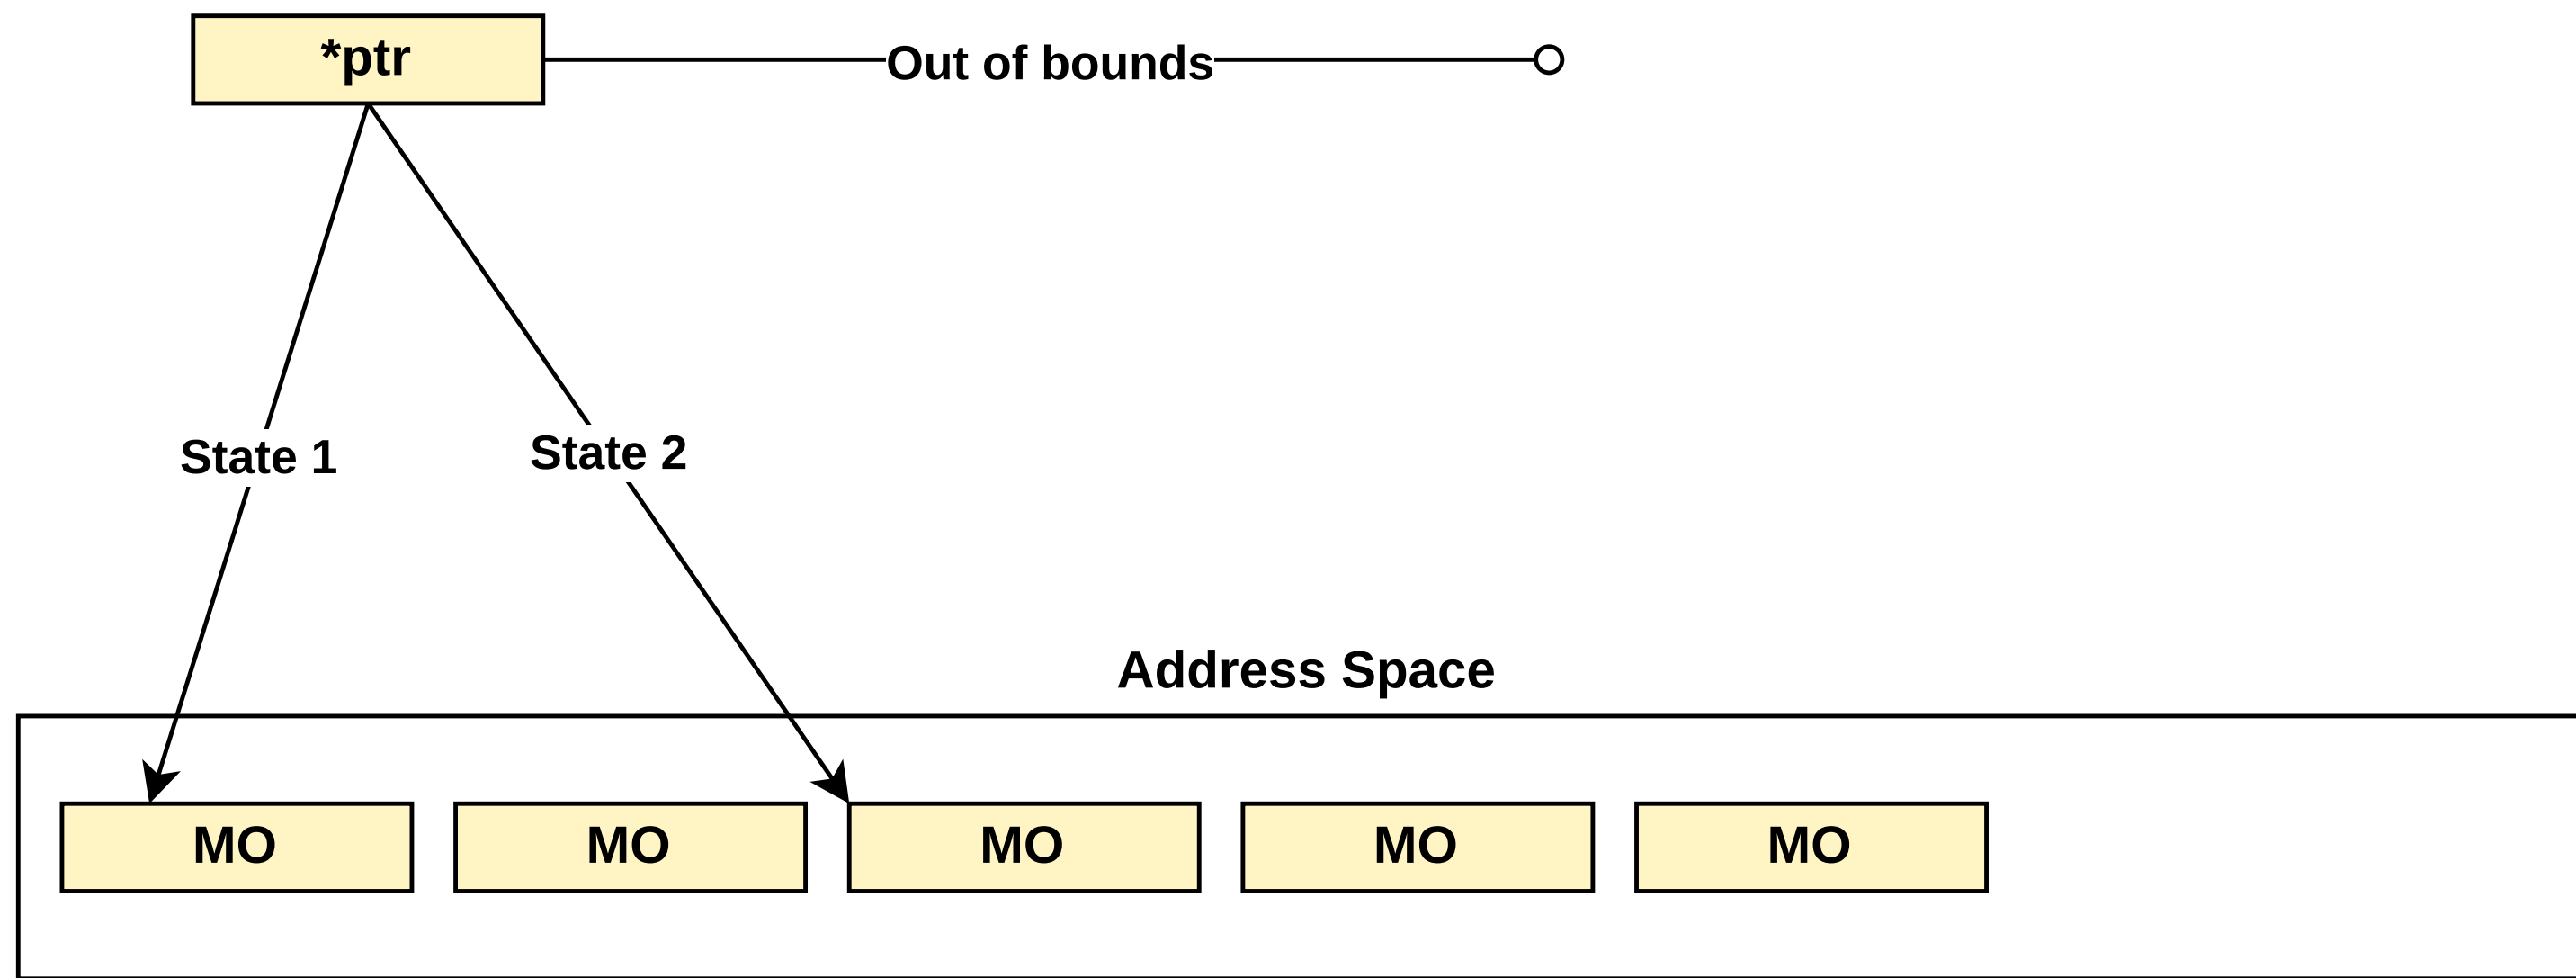 *ptr
Out of bounds
State 1
State 2
Address Space
MO
MO
MO
MO
MO